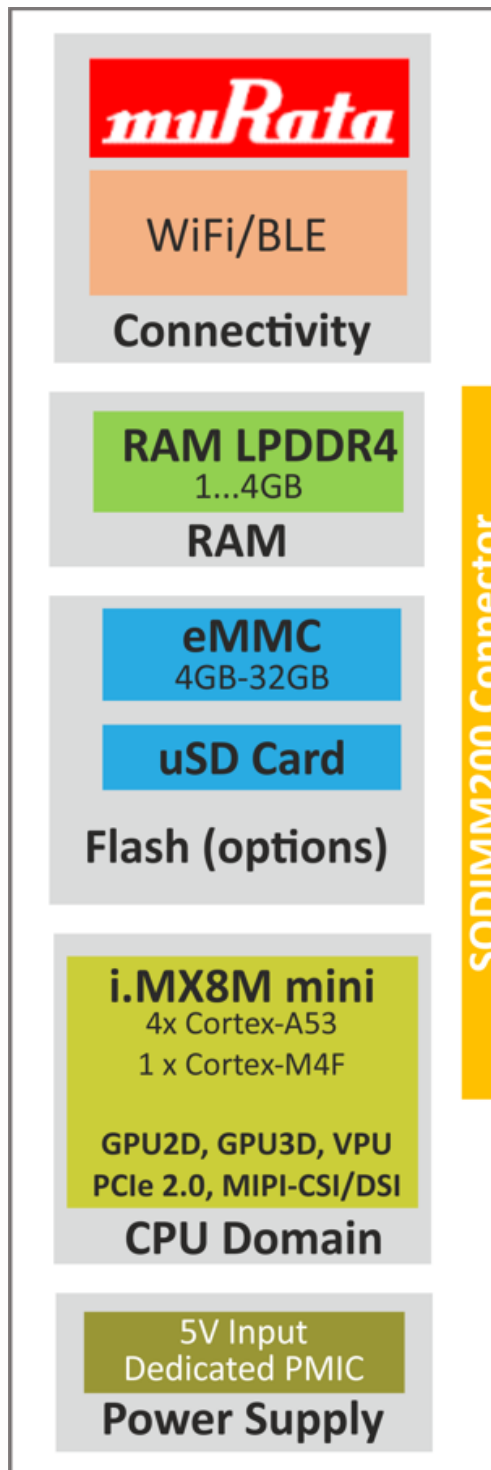 muRata
WiFi/BLE
Connectivity
RAM LPDDR4
1...4GB
RAM
eMMC
4GB-32GB
uSD Card
Flash (options)
i.MX8M mini
4x Cortex-A53
1 x Cortex-M4F
GPU2D, GPU3D, VPU
PCIe 2.0, MIPI-CSI/DSI
CPU Domain
5V Input
Dedicated PMIC
Power Supply
SODIMM200 Connector